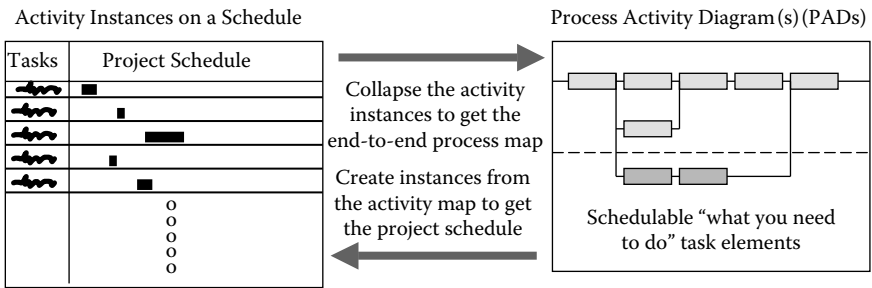 Activity Instances on a Schedule
Tasks
Project Schedule
o
o
o
o
o
Collapse the activity
instances to get the
end-to-end process map
Create instances from
the activity map to get
the project schedule
Process Activity Diagram(s)(PADs)
Schedulable “what you need
to do” task elements